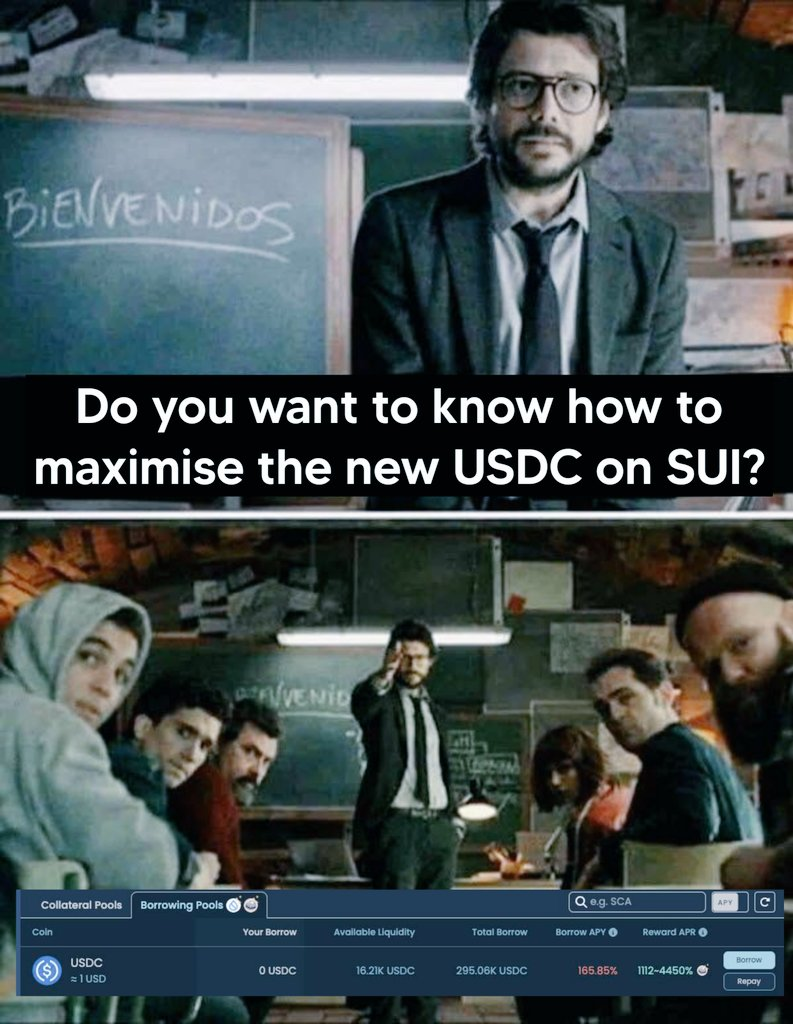 BIENVENIDOS
Do you want to know how to
maximise the new USDC on SUI?
BIENVENID
Collateral Pools Borrowing Pools e.g. SCA APY
Coin Your Borrow Available Liquidity Total Borrow Borrow APY Reward APR
USDC 0 USDC 16.21K USDC 295.06K USDC 165.85% 1112~4450% Borrow
≈ 1 USD Repay